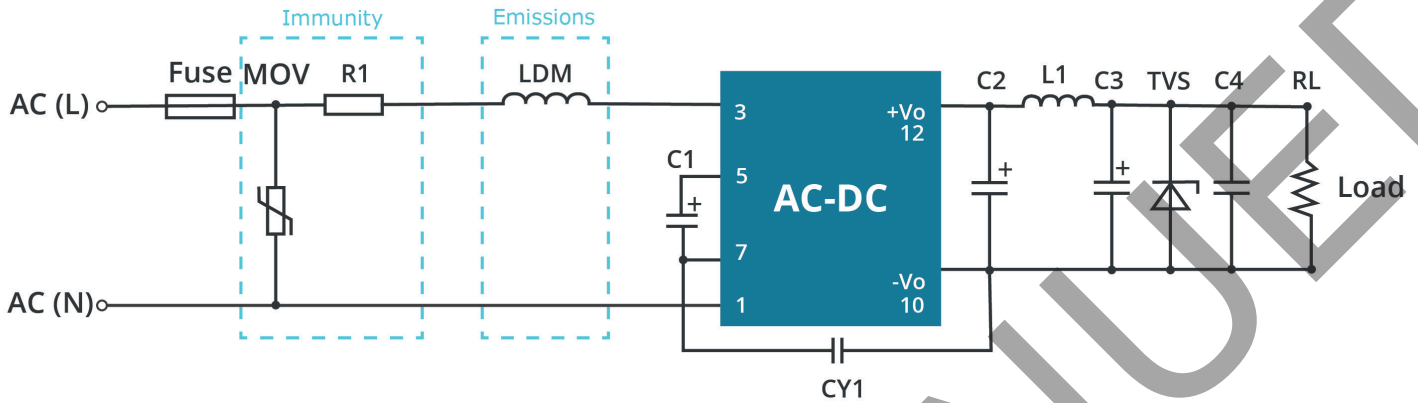 Immunity
Emissions
Fuse MOV R1 LDM
C2 L1 C3 TVS C4 RL
AC (L)
3 +Vo
12
C1
+
5
AC-DC
+ + Load
7
-Vo
AC (N) 1 10
CY1